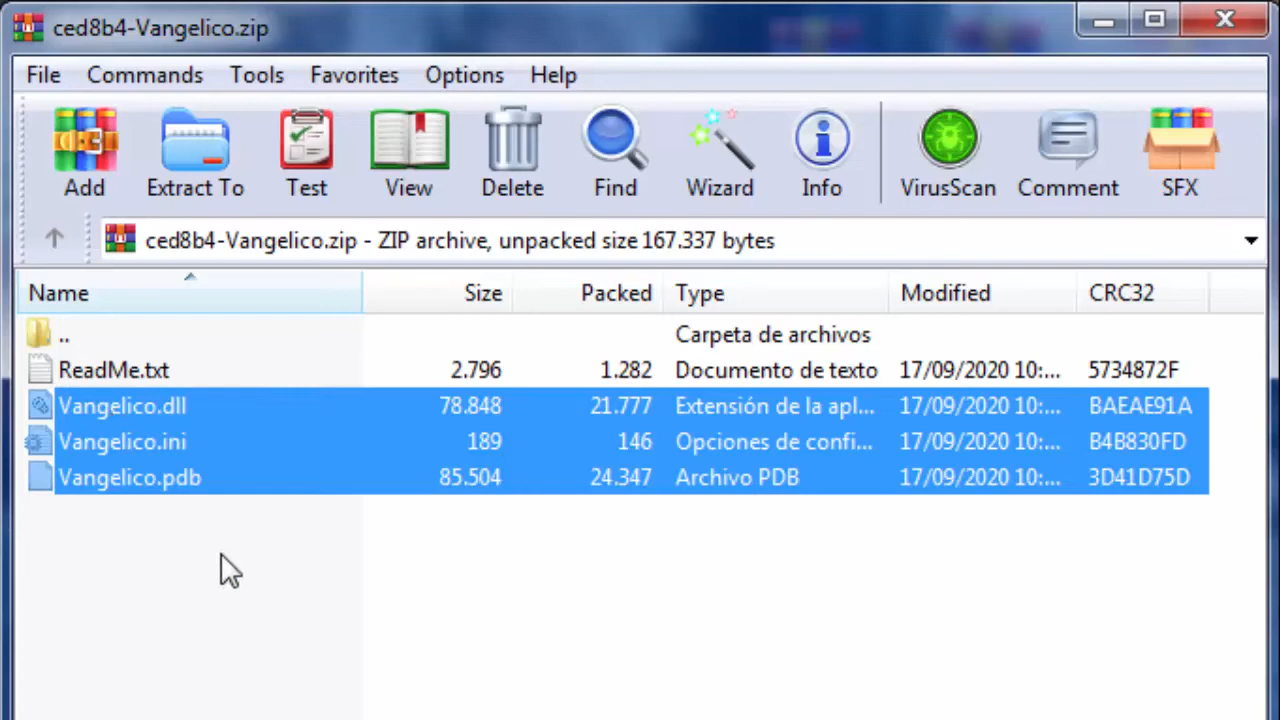 ced8b4-Vangelico.zip
File Commands Tools Favorites Options Help
Add Extract To Test View Delete Find Wizard Info VirusScan Comment SFX
ced8b4-Vangelico.zip - ZIP archive, unpacked size 167.337 bytes
Name Size Packed Type Modified CRC32
.. Carpeta de archivos
ReadMe.txt 2.796 1.282 Documento de texto 17/09/2020 10:... 5734872F
Vangelico.dll 78.848 21.777 Extensión de la apl... 17/09/2020 10:... BAEAE91A
Vangelico.ini 189 146 Opciones de confi... 17/09/2020 10:... B4B830FD
Vangelico.pdb 85.504 24.347 Archivo PDB 17/09/2020 10:... 3D41D75D